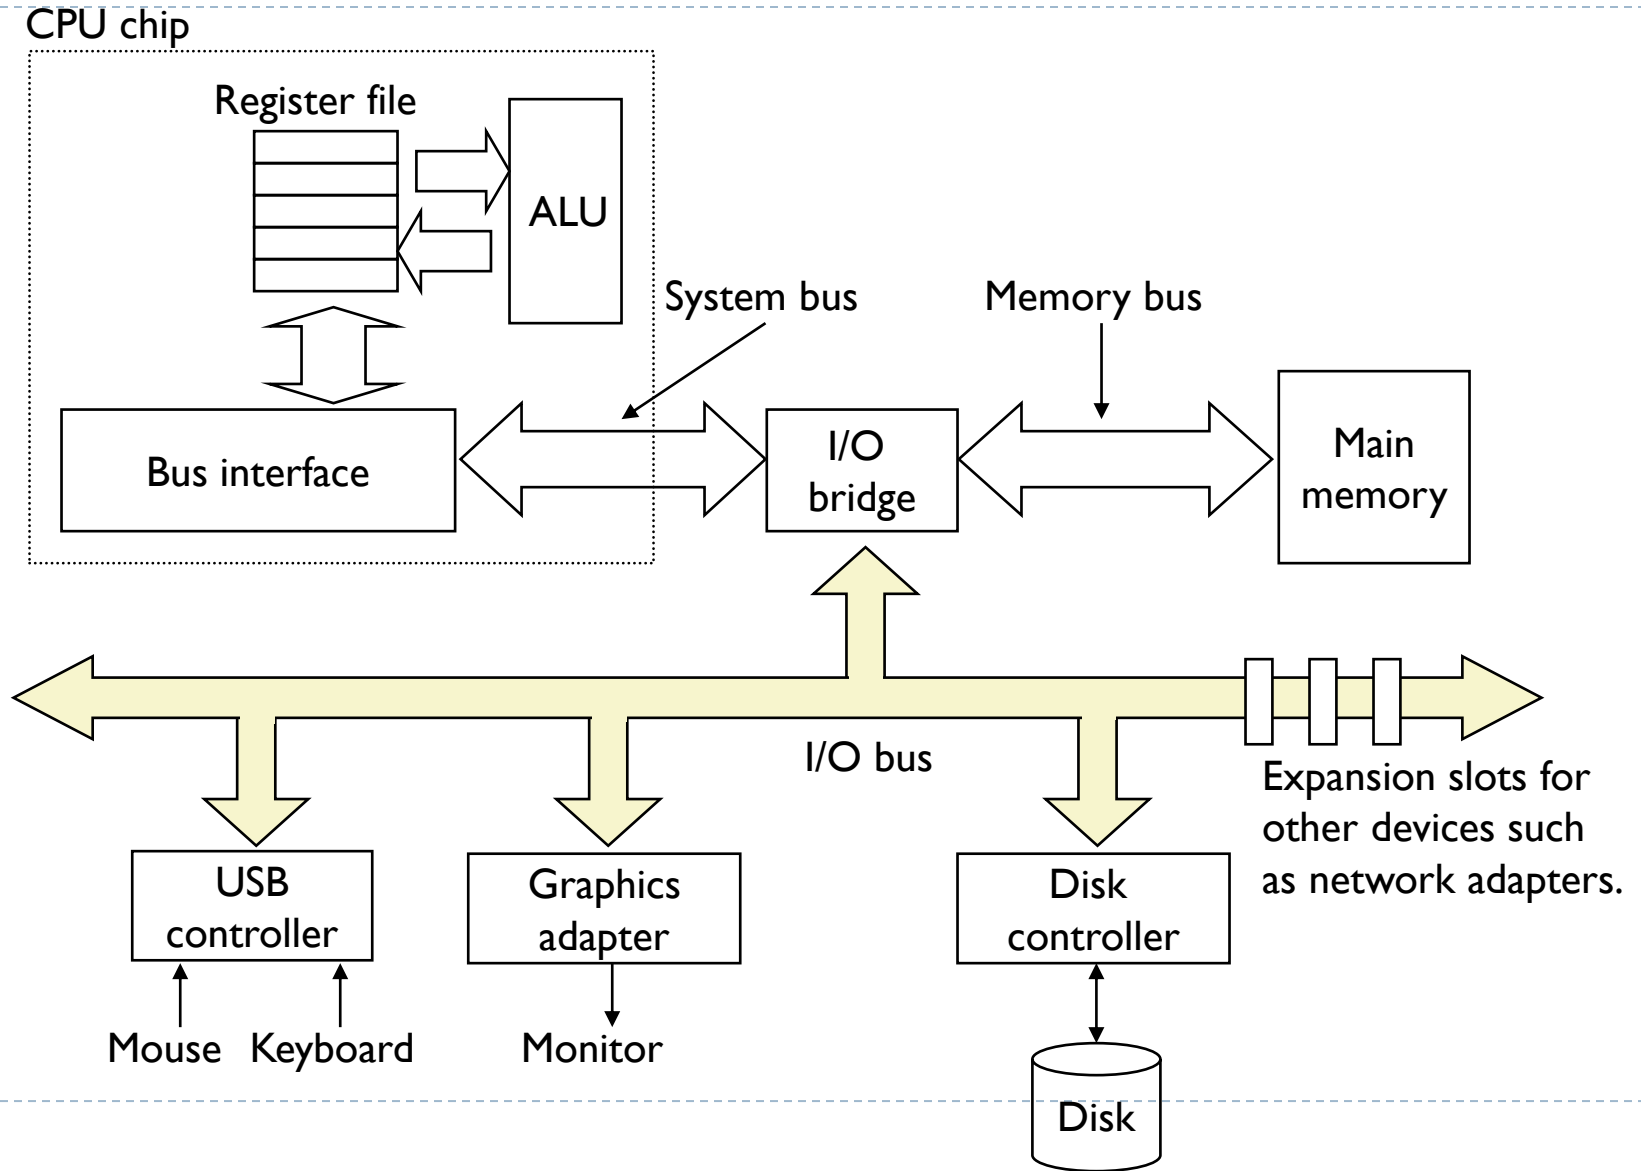 CPU chip
Register file
ALU
System bus
Memory bus
Bus interface
I/O
bridge
Main
memory
I/O bus
Expansion slots for
other devices such
as network adapters.
USB
controller
Graphics
adapter
Disk
controller
Mouse
Keyboard
Monitor
Disk